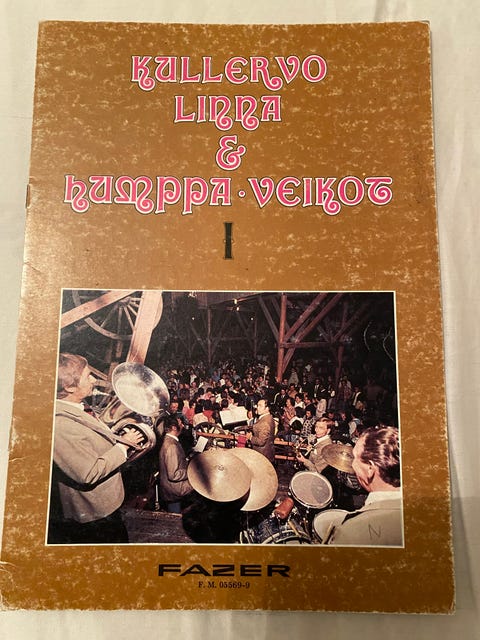 KULLERVO
LINNA
&
HUMPPA · VEIKOT
I
FAZER
F. M. 05569-9
N